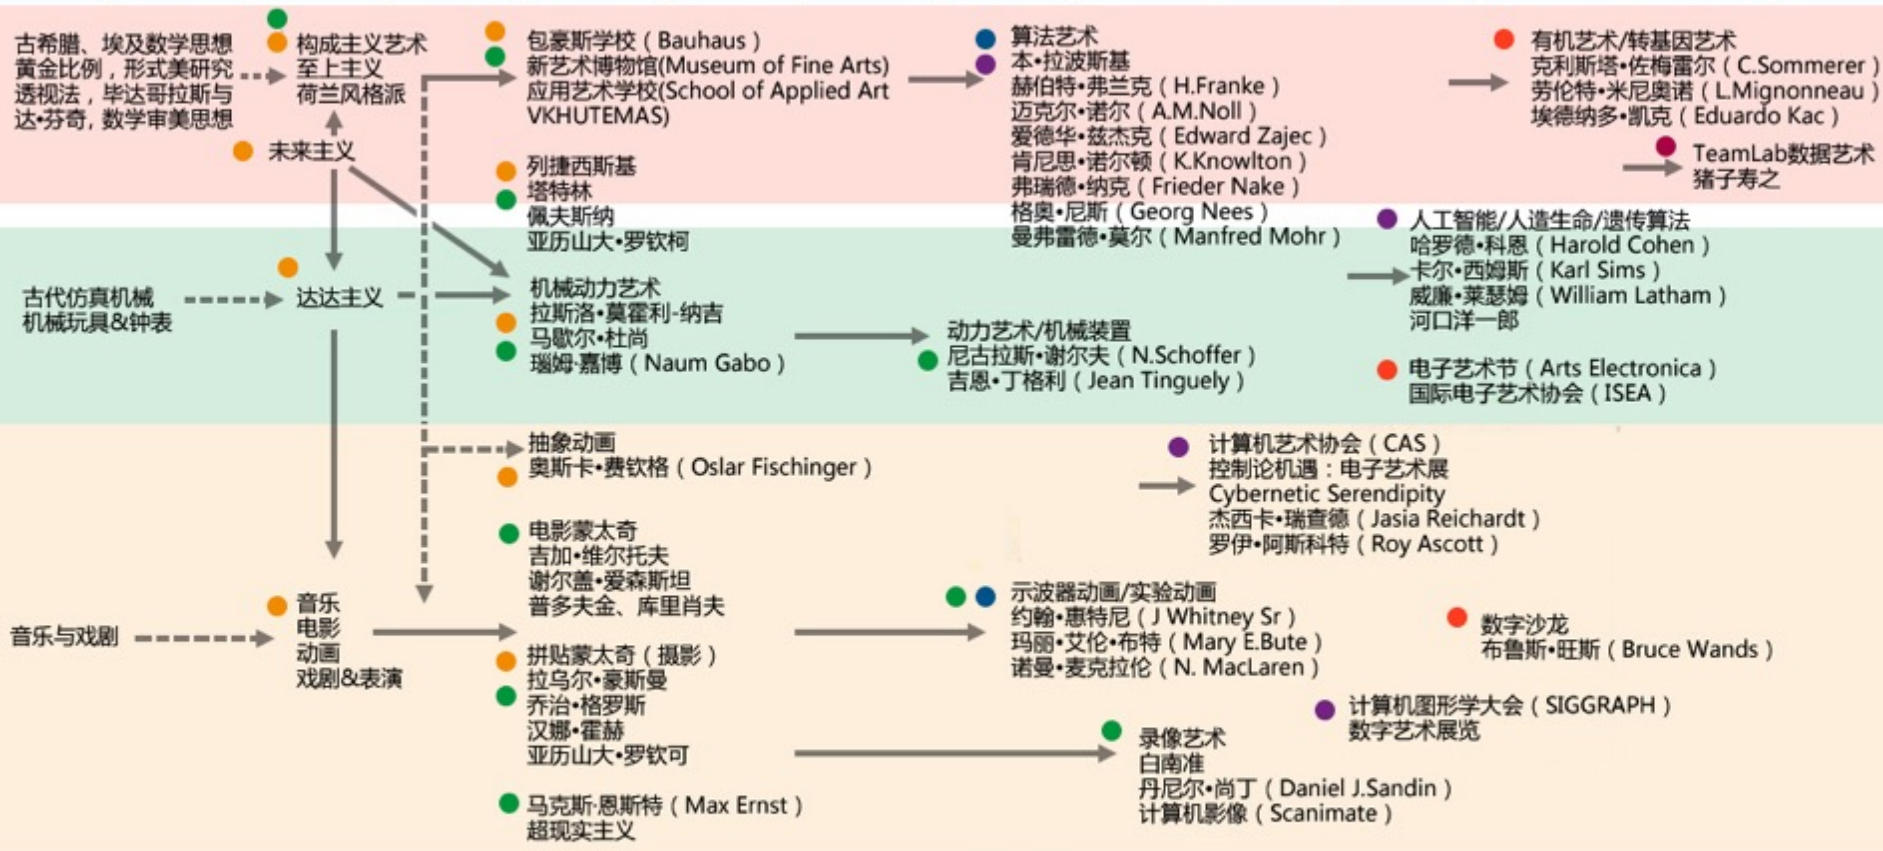 古希腊、埃及数学思想
黄金比例，形式美研究
透视法，毕达哥拉斯与
达•芬奇，数学审美思想
构成主义艺术
至上主义
荷兰风格派
未来主义
包豪斯学校（Bauhaus）
新艺术博物馆(Museum of Fine Arts)
应用艺术学校(School of Applied Art
VKHUTEMAS)
列捷西斯基
塔特林
佩夫斯纳
亚历山大•罗钦柯
算法艺术
本•拉波斯基
赫伯特•弗兰克（H.Franke）
迈克尔•诺尔（A.M.Noll）
爱德华•兹杰克（Edward Zajec）
肯尼思•诺尔顿（K.Knowlton）
弗瑞德•纳克（Frieder Nake）
格奥•尼斯（Georg Nees）
曼弗雷德•莫尔（Manfred Mohr）
有机艺术/转基因艺术
克利斯塔•佐梅雷尔（C.Sommerer）
劳伦特•米尼奥诺（L.Mignonneau）
埃德纳多•凯克（Eduardo Kac）
TeamLab数据艺术
猪子寿之
古代仿真机械
机械玩具&钟表
达达主义
机械动力艺术
拉斯洛•莫霍利-纳吉
马歇尔•杜尚
瑙姆·嘉博（Naum Gabo）
动力艺术/机械装置
尼古拉斯•谢尔夫（N.Schoffer）
吉恩•丁格利（Jean Tinguely）
人工智能/人造生命/遗传算法
哈罗德•科恩（Harold Cohen）
卡尔•西姆斯（Karl Sims）
威廉•莱瑟姆（William Latham）
河口洋一郎
电子艺术节（Arts Electronica）
国际电子艺术协会（ISEA）
音乐与戏剧
音乐
电影
动画
戏剧&表演
抽象动画
奥斯卡•费钦格（Oslar Fischinger）
电影蒙太奇
吉加•维尔托夫
谢尔盖•爱森斯坦
普多夫金、库里肖夫
拼贴蒙太奇（摄影）
拉乌尔•豪斯曼
乔治•格罗斯
汉娜•霍赫
亚历山大•罗钦可
马克斯·恩斯特（Max Ernst）
超现实主义
计算机艺术协会（CAS）
控制论机遇：电子艺术展
Cybernetic Serendipity
杰西卡•瑞查德（Jasia Reichardt）
罗伊•阿斯科特（Roy Ascott）
示波器动画/实验动画
约翰•惠特尼（J Whitney Sr）
玛丽•艾伦•布特（Mary E.Bute）
诺曼•麦克拉伦（N. MacLaren）
数字沙龙
布鲁斯•旺斯（Bruce Wands）
计算机图形学大会（SIGGRAPH）
数字艺术展览
录像艺术
白南准
丹尼尔•尚丁（Daniel J.Sandin）
计算机影像（Scanimate）